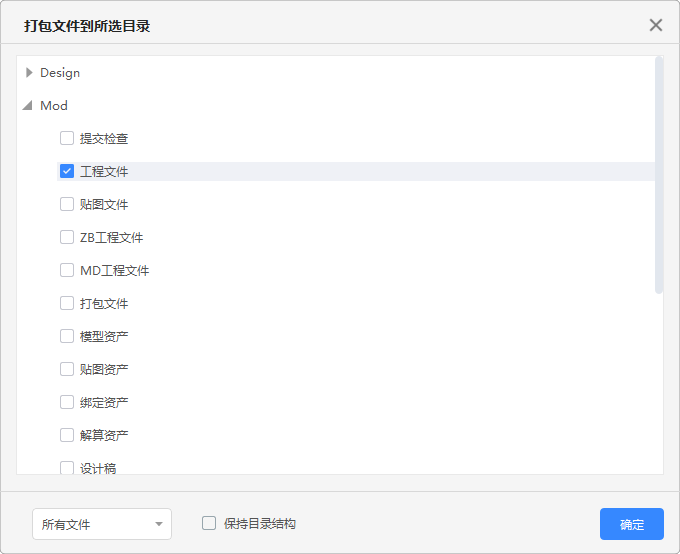 打包文件到所选目录
Design
Mod
提交检查
工程文件
贴图文件
ZB工程文件
MD工程文件
打包文件
模型资产
贴图资产
绑定资产
解算资产
设计稿
所有文件
保持目录结构
确定